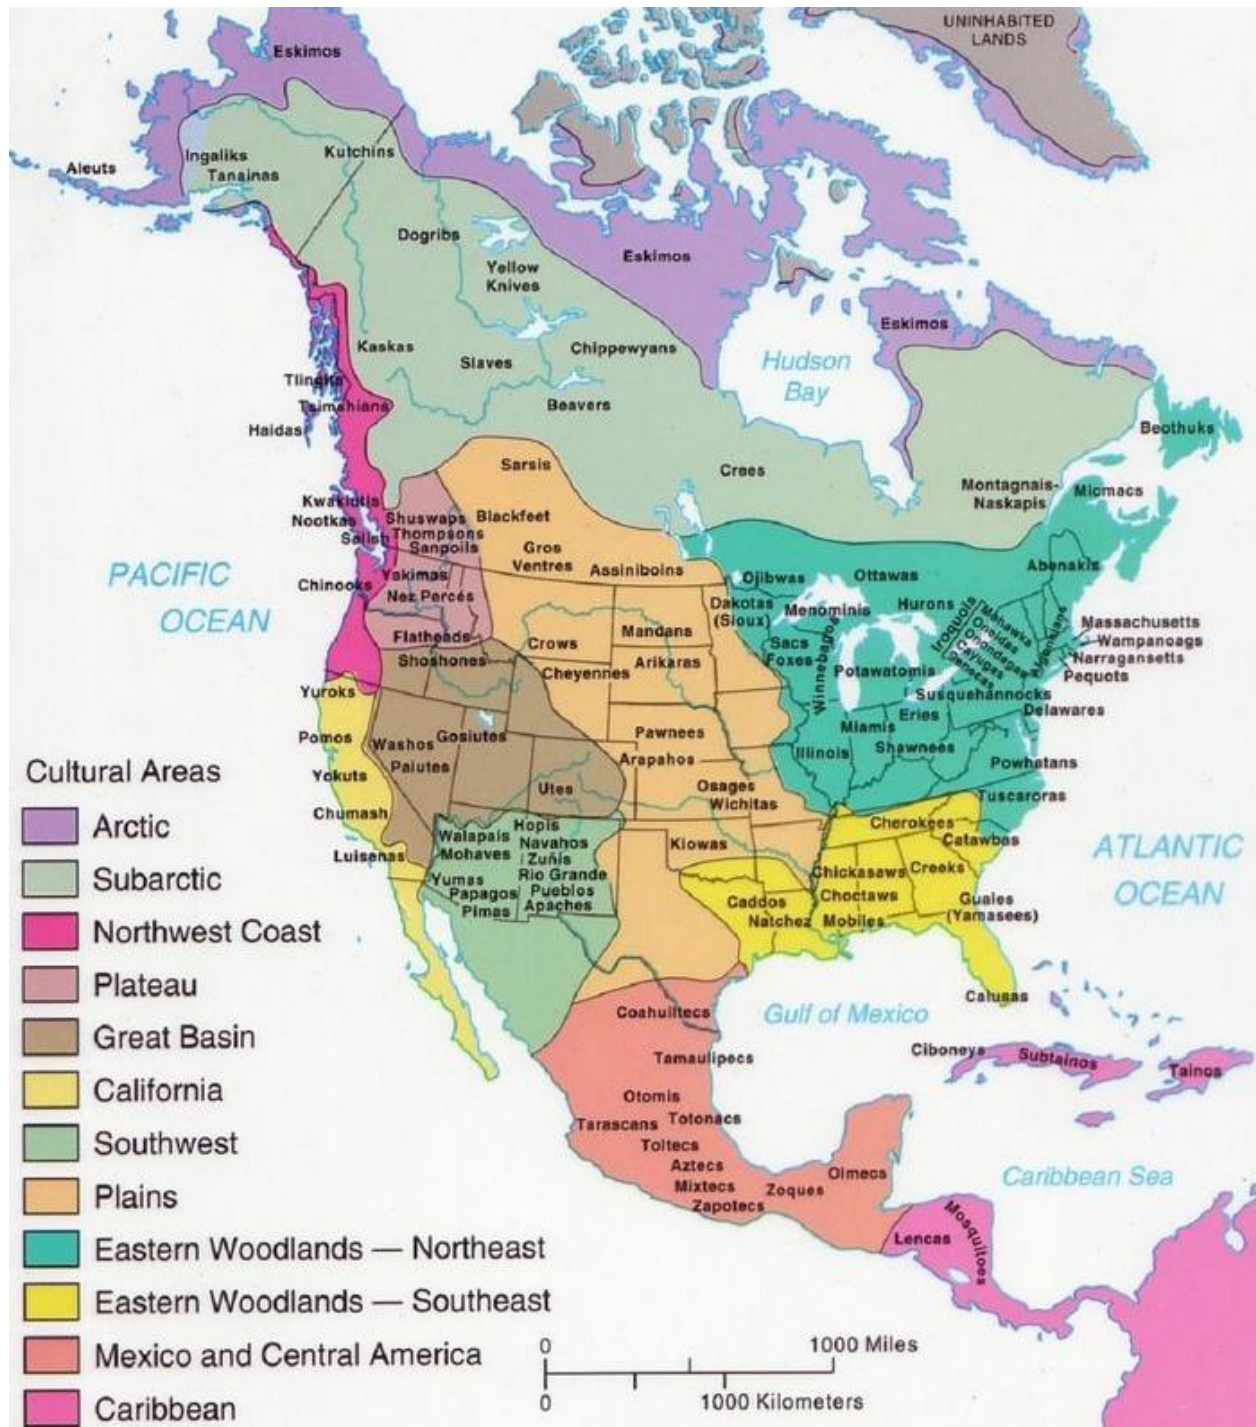 UNINHABITED
LANDS
Eskimos
Aleuts
Ingaliks
Tanainas
Kutchins
Dogribs
Yellow
Knives
Eskimos
Eskimos
Kaskas
Slaves
Chippewyans
Hudson
Bay
Beavers
Tlingits
Tsimshians
Haidas
Beothuks
Sarsis
Crees
Montagnais-
Naskapis
Micmacs
Kwakiutls
Nootkas
Salish
Shuswaps
Thompsons
Sanpoils
Blackfeet
Gros
Ventres
Assiniboins
Ojibwas
Ottawas
Abenakis
PACIFIC
OCEAN
Chinooks
Yakimas
Nez Percés
Flatheads
Shoshones
Crows
Cheyennes
Mandans
Arikaras
Dakotas
(Sioux)
Menominis
Winnebagos
Sacs
Foxes
Potawatomis
Hurons
Iroquois
Mahawks
Oneidas
Onondagas
Cayugas
Senecas
Algonkians
Massachusetts
Wampanoags
Narragansetts
Pequots
Susquehannocks
Delawares
Yuroks
Pomos
Yokuts
Chumash
Luisenas
Washos
Paiutes
Gosiutes
Utes
Pawnees
Arapahos
Osages
Wichitas
Kiowas
Illinois
Miamis
Eries
Shawnees
Powhatans
Tuscaroras
Cherokees
Catawbas
Chickasaws
Creeks
Choctaws
Guales
(Yamasees)
Caddos
Natchez
Mobiles
Calusas
Walapais
Mohaves
Yumas
Papagos
Pimas
Hopis
Navahos
Zuñis
Rio Grande
Pueblos
Apaches
ATLANTIC
OCEAN
Coahuiltecs
Tamaulipecs
Gulf of Mexico
Ciboneys
Subtainos
Tainos
Otomis
Tarascans
Totonacs
Toltecs
Aztecs
Mixtecs
Zapotecs
Zoques
Olmecs
Caribbean Sea
Lencas
Mosquitoes
Cultural Areas
Arctic
Subarctic
Northwest Coast
Plateau
Great Basin
California
Southwest
Plains
Eastern Woodlands — Northeast
Eastern Woodlands — Southeast
Mexico and Central America
Caribbean
0 1000 Miles
0 1000 Kilometers